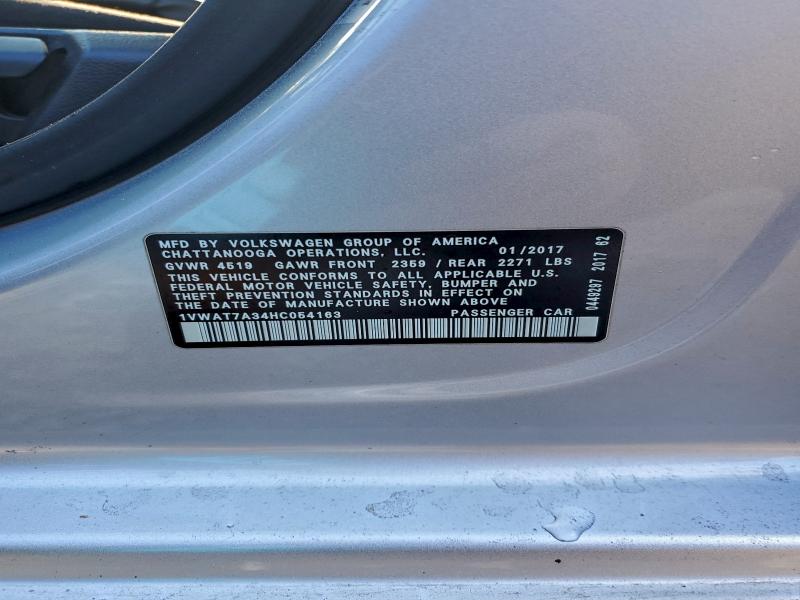 MFD BY VOLKSWAGEN GROUP OF AMERICA
CHATTANOOGA OPERATIONS, LLC. 01/2017
GVWR 4519 GAWR FRONT 2359 / REAR 2271 LBS
THIS VEHICLE CONFORMS TO ALL APPLICABLE U.S.
FEDERAL MOTOR VEHICLE SAFETY, BUMPER AND
THEFT PREVENTION STANDARDS IN EFFECT ON
THE DATE OF MANUFACTURE SHOWN ABOVE
1VWAT7A34HC054163 PASSENGER CAR
0449297 2017 62